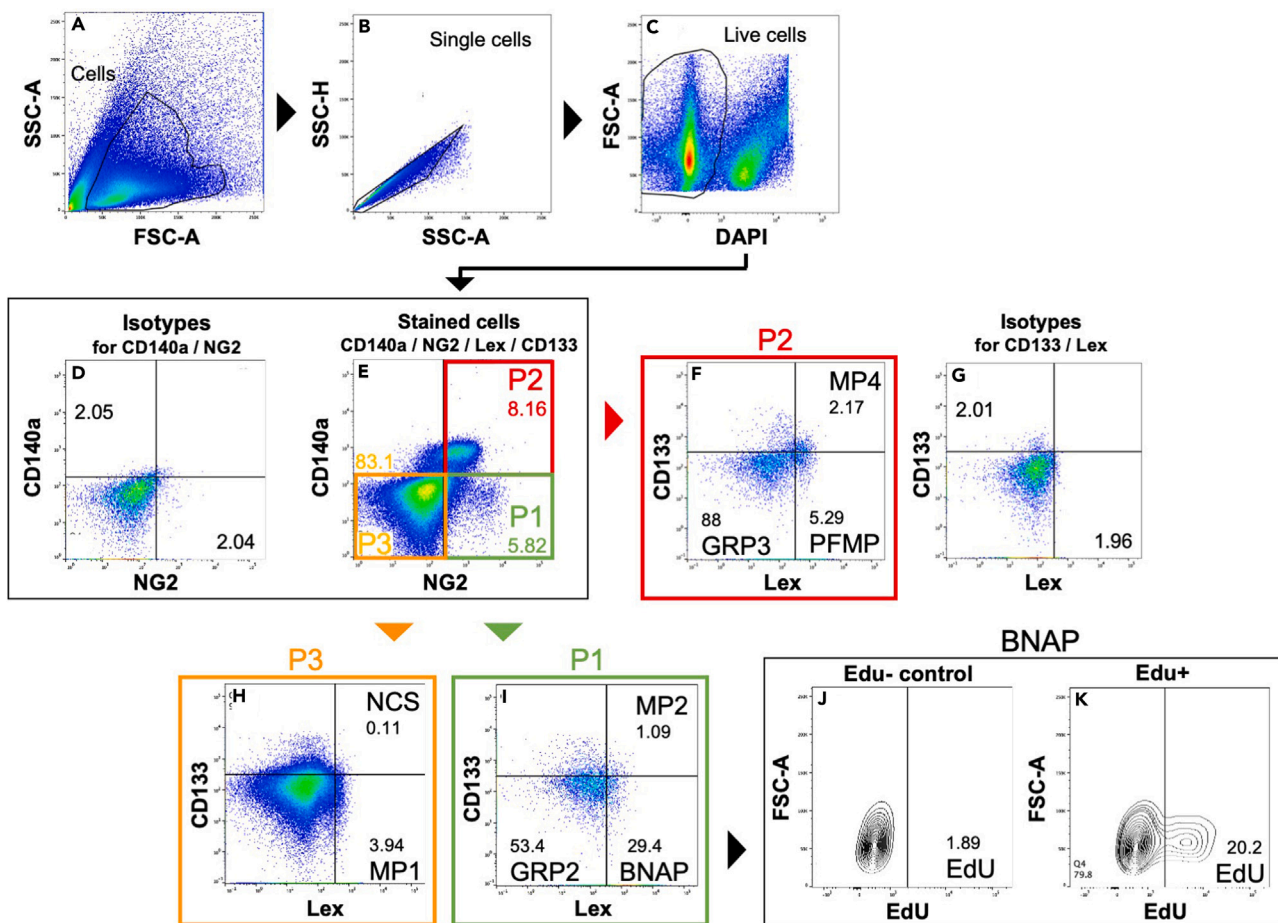 A
Cells
SSC-A
FSC-A
B
Single cells
SSC-H
SSC-A
C
Live cells
FSC-A
DAPI
Isotypes
for CD140a / NG2
D
2.05
2.04
CD140a
NG2
Stained cells
CD140a / NG2 / Lex / CD133
E
P2
8.16
83.1
P3
P1
5.82
CD140a
NG2
P2
F
MP4
2.17
88
GRP3
5.29
PFMP
CD133
Lex
Isotypes
for CD133 / Lex
G
2.01
1.96
CD133
Lex
P3
H
NCS
0.11
3.94
MP1
CD133
Lex
P1
I
MP2
1.09
53.4
GRP2
29.4
BNAP
CD133
Lex
BNAP
Edu- control
J
1.89
EdU
FSC-A
EdU
Edu+
K
Q4
79.8
20.2
EdU
FSC-A
EdU